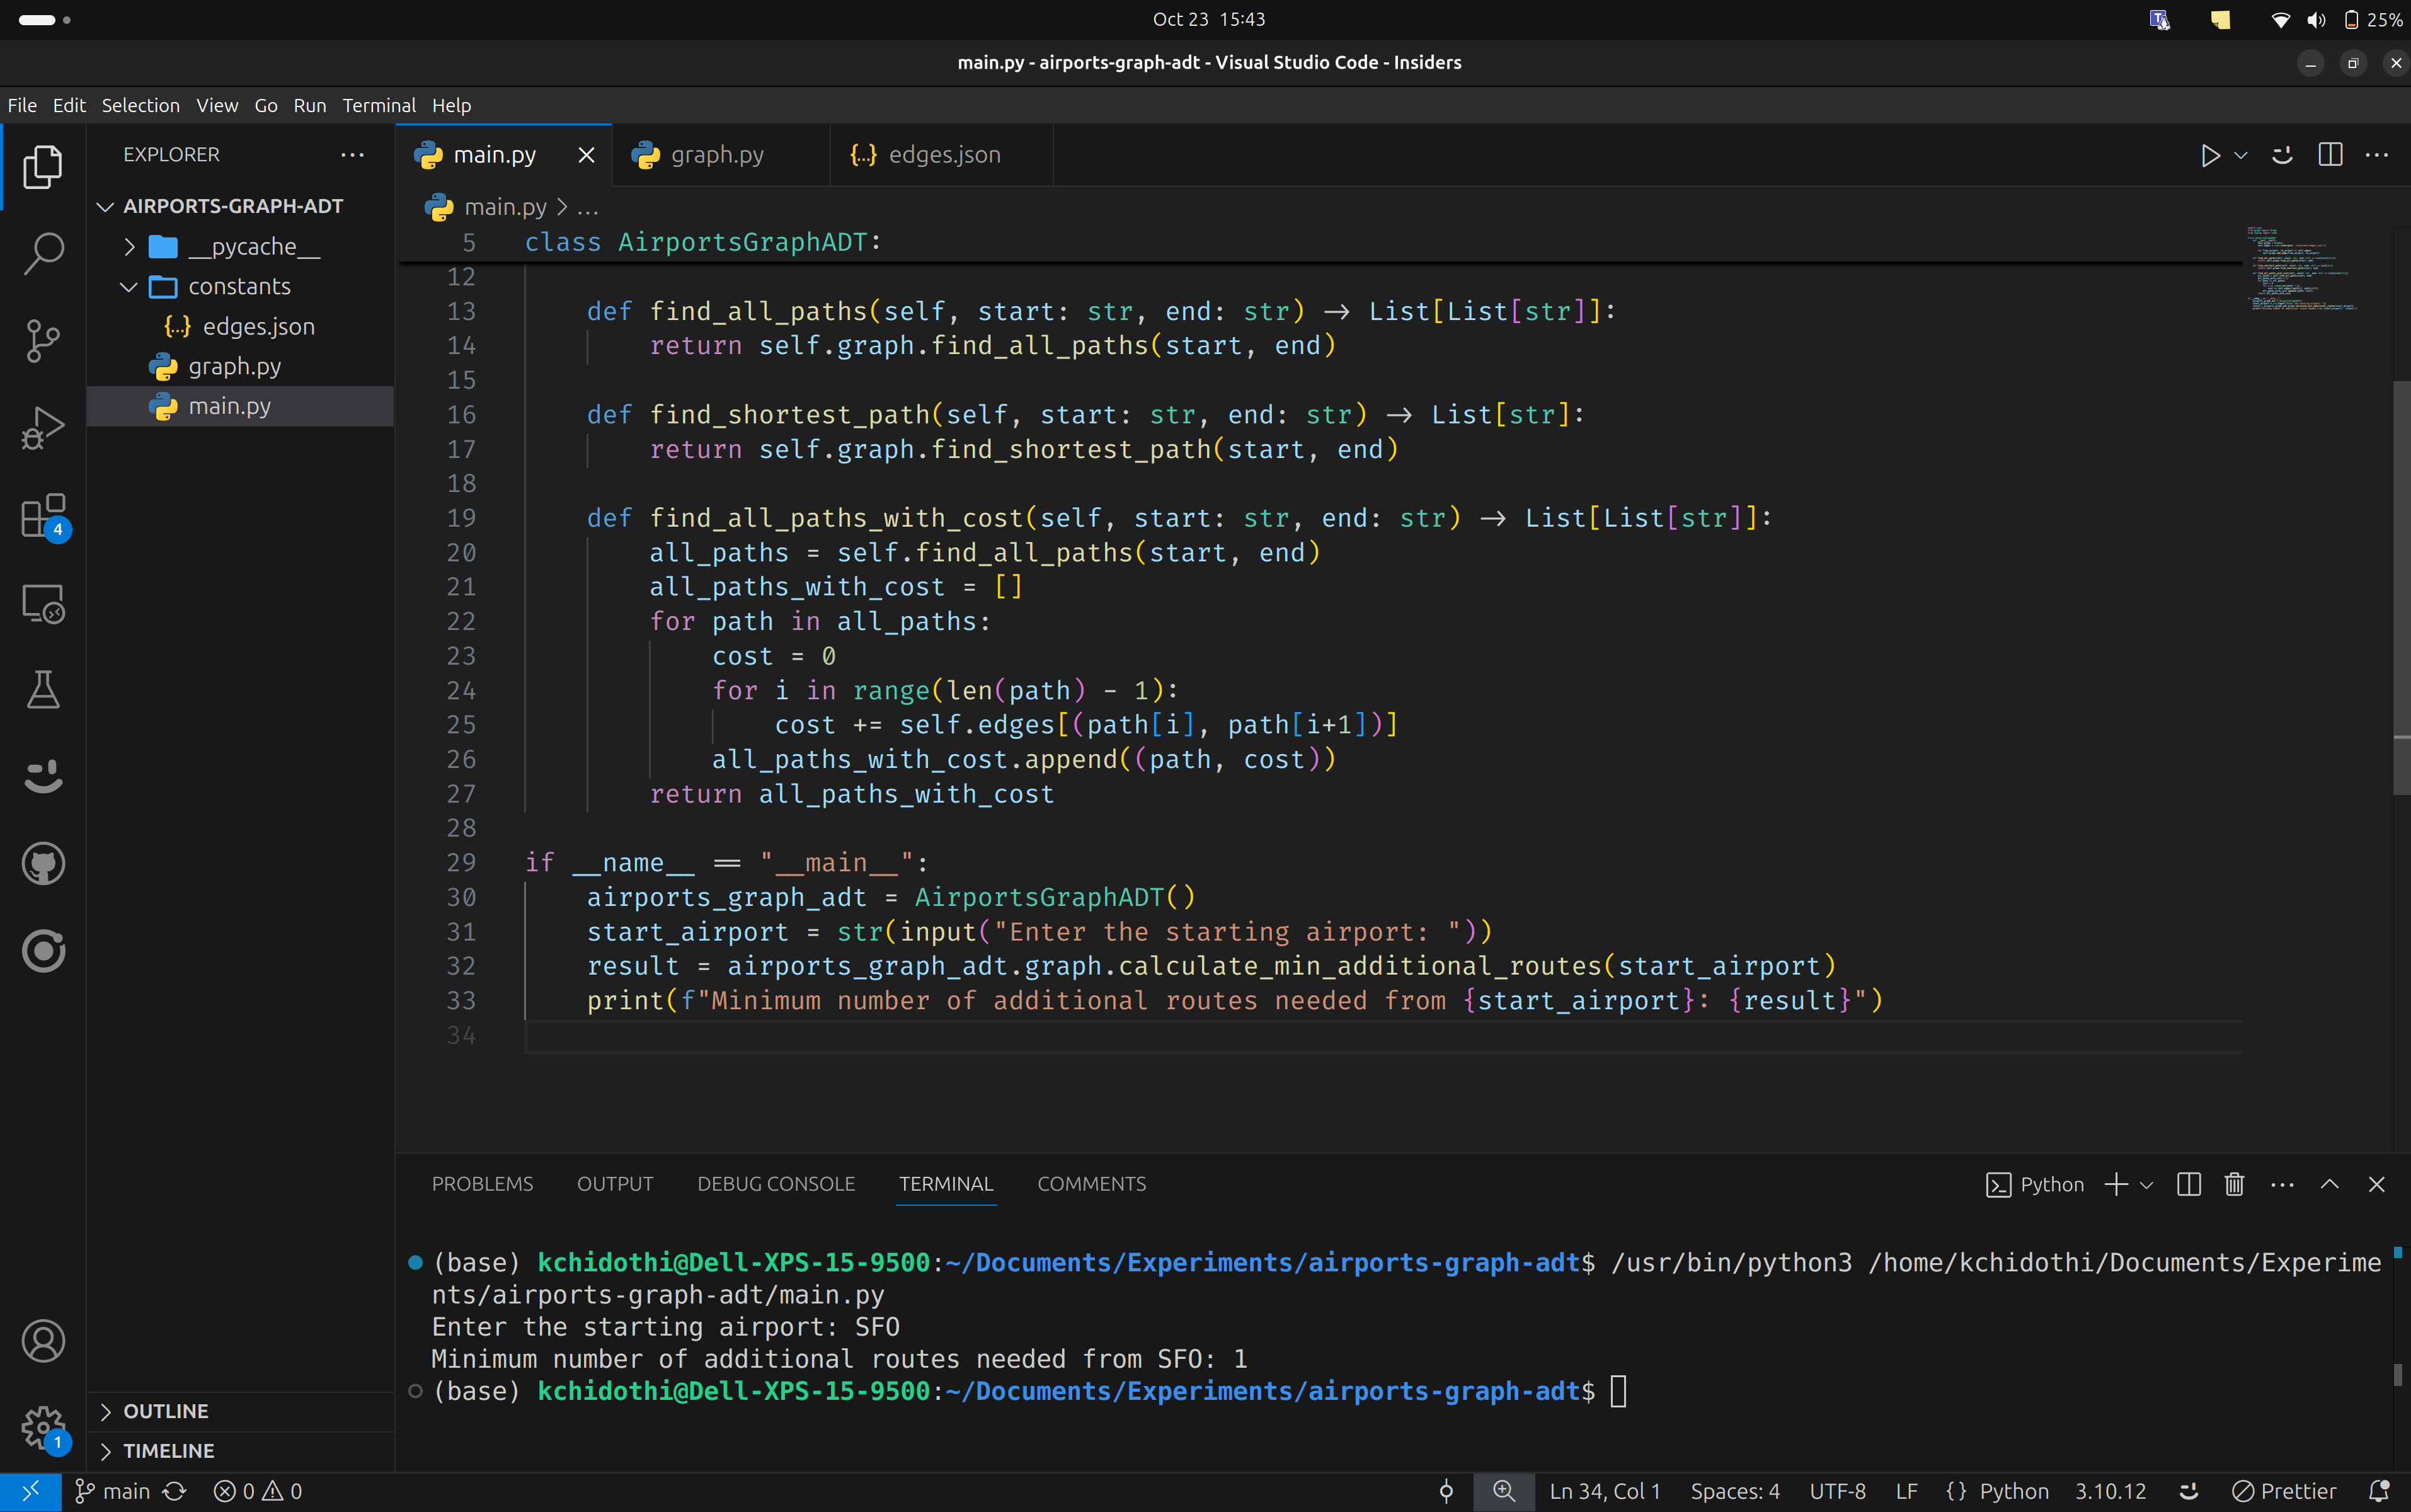 Oct 23 15:43
25%
main.py - airports-graph-adt - Visual Studio Code - Insiders
File Edit Selection View Go Run Terminal Help
EXPLORER
main.py
graph.py
{..} edges.json
AIRPORTS-GRAPH-ADT
__pycache__
constants
{..} edges.json
graph.py
main.py
main.py > ...
5 class AirportsGraphADT:
12
13 def find_all_paths(self, start: str, end: str) -> List[List[str]]:
14 return self.graph.find_all_paths(start, end)
15
16 def find_shortest_path(self, start: str, end: str) -> List[str]:
17 return self.graph.find_shortest_path(start, end)
18
19 def find_all_paths_with_cost(self, start: str, end: str) -> List[List[str]]:
20 all_paths = self.find_all_paths(start, end)
21 all_paths_with_cost = []
22 for path in all_paths:
23 cost = 0
24 for i in range(len(path) - 1):
25 cost += self.edges[(path[i], path[i+1])]
26 all_paths_with_cost.append((path, cost))
27 return all_paths_with_cost
28
29 if __name__ == "__main__":
30 airports_graph_adt = AirportsGraphADT()
31 start_airport = str(input("Enter the starting airport: "))
32 result = airports_graph_adt.graph.calculate_min_additional_routes(start_airport)
33 print(f"Minimum number of additional routes needed from {start_airport}: {result}")
34
4
PROBLEMS OUTPUT DEBUG CONSOLE TERMINAL COMMENTS
Python
(base) kchidothi@Dell-XPS-15-9500:~/Documents/Experiments/airports-graph-adt$ /usr/bin/python3 /home/kchidothi/Documents/Experime
nts/airports-graph-adt/main.py
Enter the starting airport: SFO
Minimum number of additional routes needed from SFO: 1
(base) kchidothi@Dell-XPS-15-9500:~/Documents/Experiments/airports-graph-adt$
OUTLINE
TIMELINE
1
main 0 0
Ln 34, Col 1 Spaces: 4 UTF-8 LF {} Python 3.10.12 Prettier